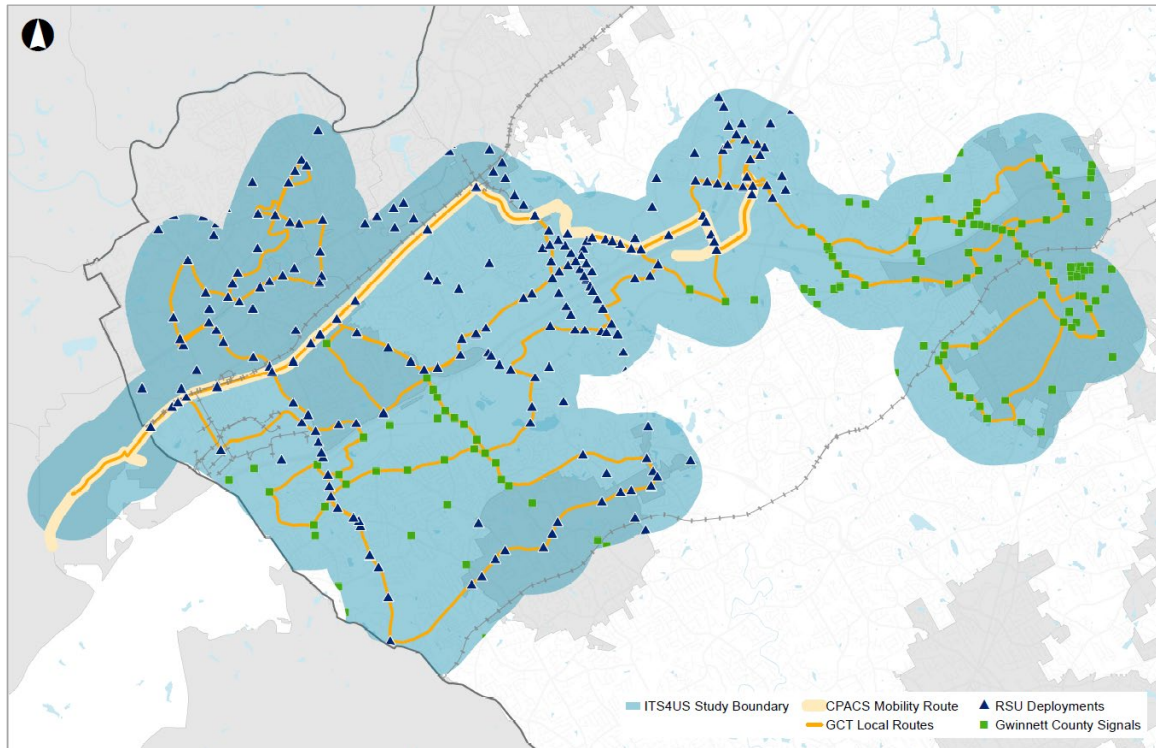 ITS4US Study Boundary CPACS Mobility Route RSU Deployments
GCT Local Routes Gwinnett County Signals